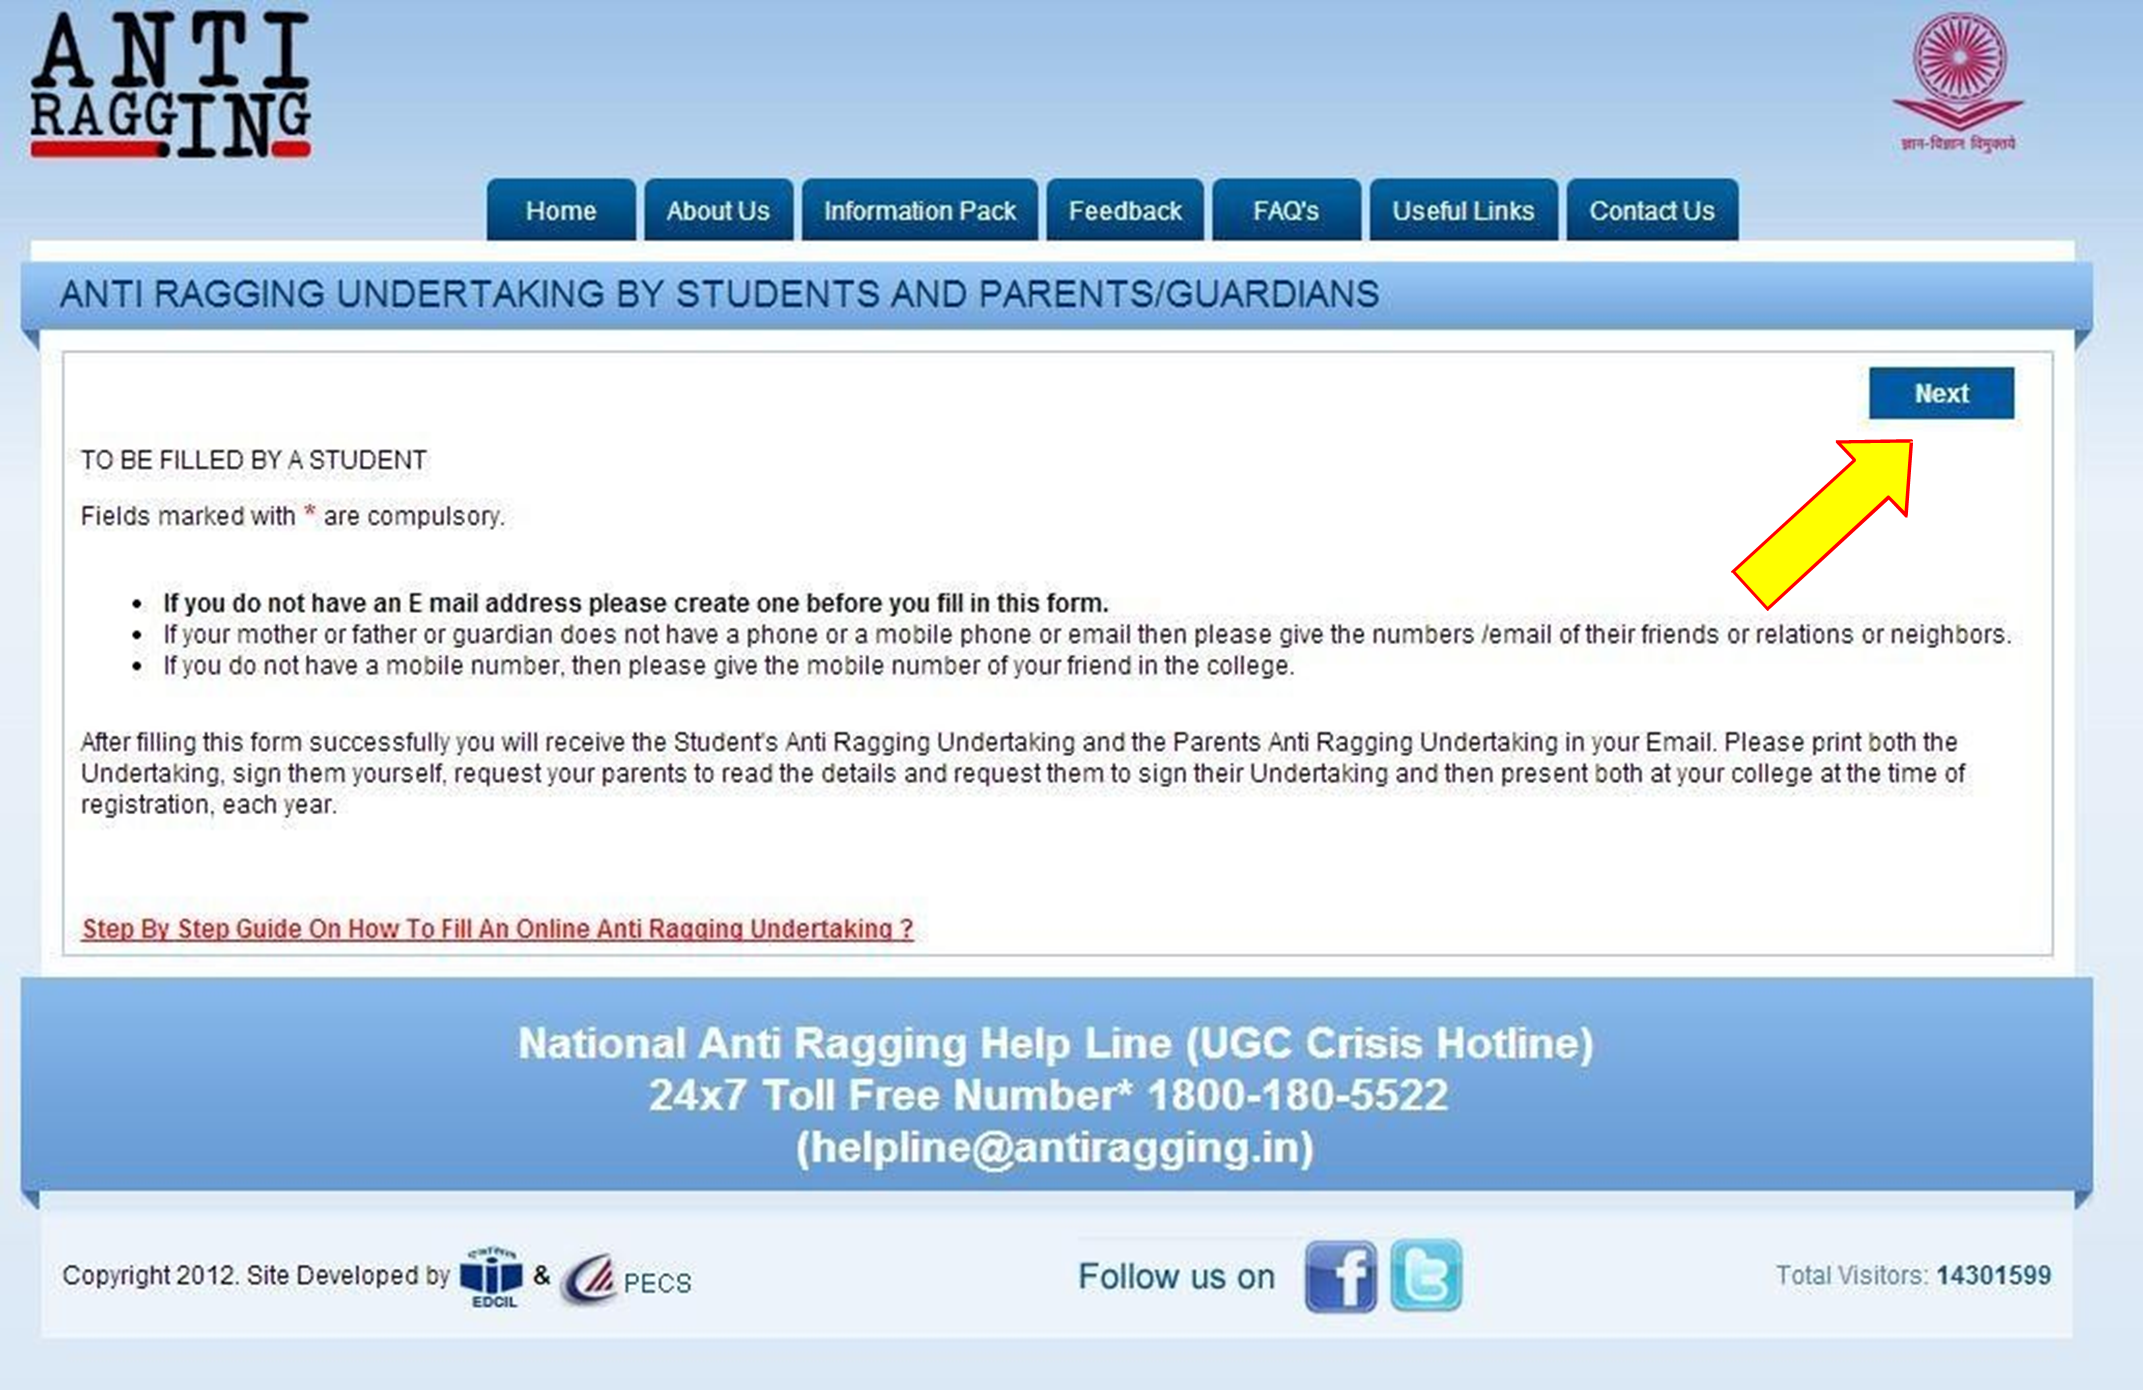 ANTI
RAGGING
ज्ञान-विज्ञान विमुक्तये
Home
About Us
Information Pack
Feedback
FAQ's
Useful Links
Contact Us
ANTI RAGGING UNDERTAKING BY STUDENTS AND PARENTS/GUARDIANS
Next
TO BE FILLED BY A STUDENT
Fields marked with * are compulsory.
• If you do not have an E mail address please create one before you fill in this form.
• If your mother or father or guardian does not have a phone or a mobile phone or email then please give the numbers /email of their friends or relations or neighbors.
• If you do not have a mobile number, then please give the mobile number of your friend in the college.
After filling this form successfully you will receive the Student's Anti Ragging Undertaking and the Parents Anti Ragging Undertaking in your Email. Please print both the
Undertaking, sign them yourself, request your parents to read the details and request them to sign their Undertaking and then present both at your college at the time of
registration, each year.
Step By Step Guide On How To Fill An Online Anti Ragging Undertaking ?
National Anti Ragging Help Line (UGC Crisis Hotline)
24x7 Toll Free Number* 1800-180-5522
(helpline@antiragging.in)
Copyright 2012. Site Developed by EDCIL & PECS
Follow us on
Total Visitors: 14301599